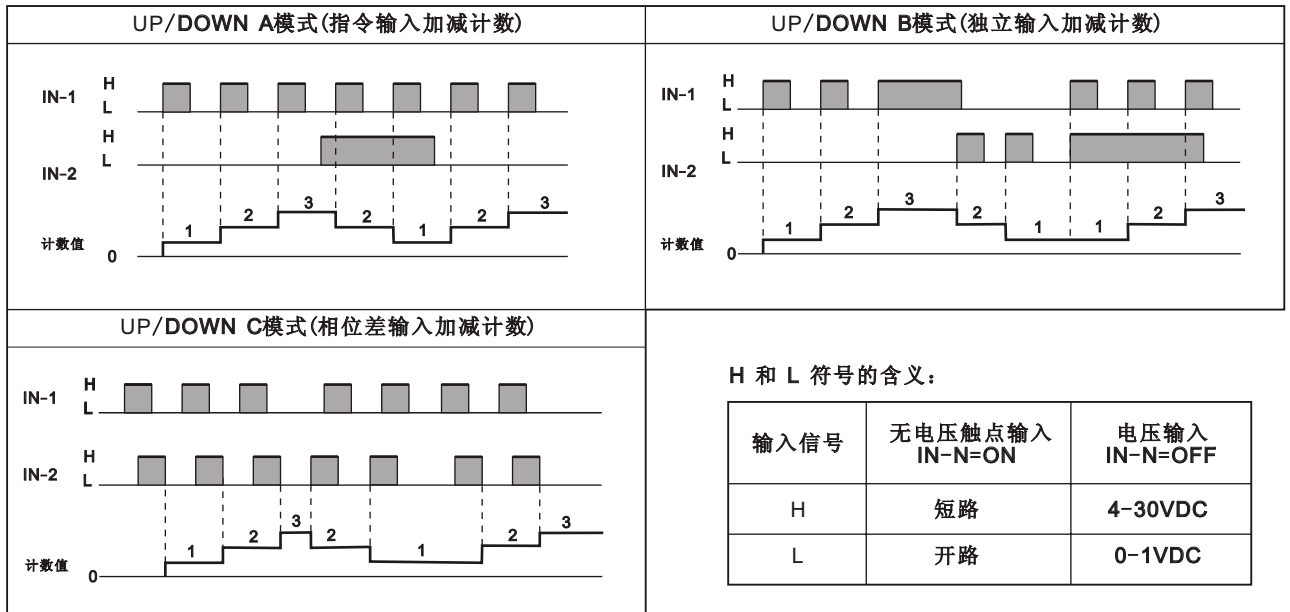 UP/DOWN A模式(指令输入加减计数)
IN-1
H
L
H
L
IN-2
1
2
3
2
1
2
3
计数值
0
UP/DOWN B模式(独立输入加减计数)
IN-1
H
L
H
L
IN-2
1
2
3
2
1
1
2
3
计数值
0
UP/DOWN C模式(相位差输入加减计数)
IN-1
H
L
IN-2
H
L
1
2
3
2
1
2
3
计数值
0
H 和 L 符号的含义:
输入信号 无电压触点输入 IN-N=ON 电压输入 IN-N=OFF
H 短路 4-30VDC
L 开路 0-1VDC